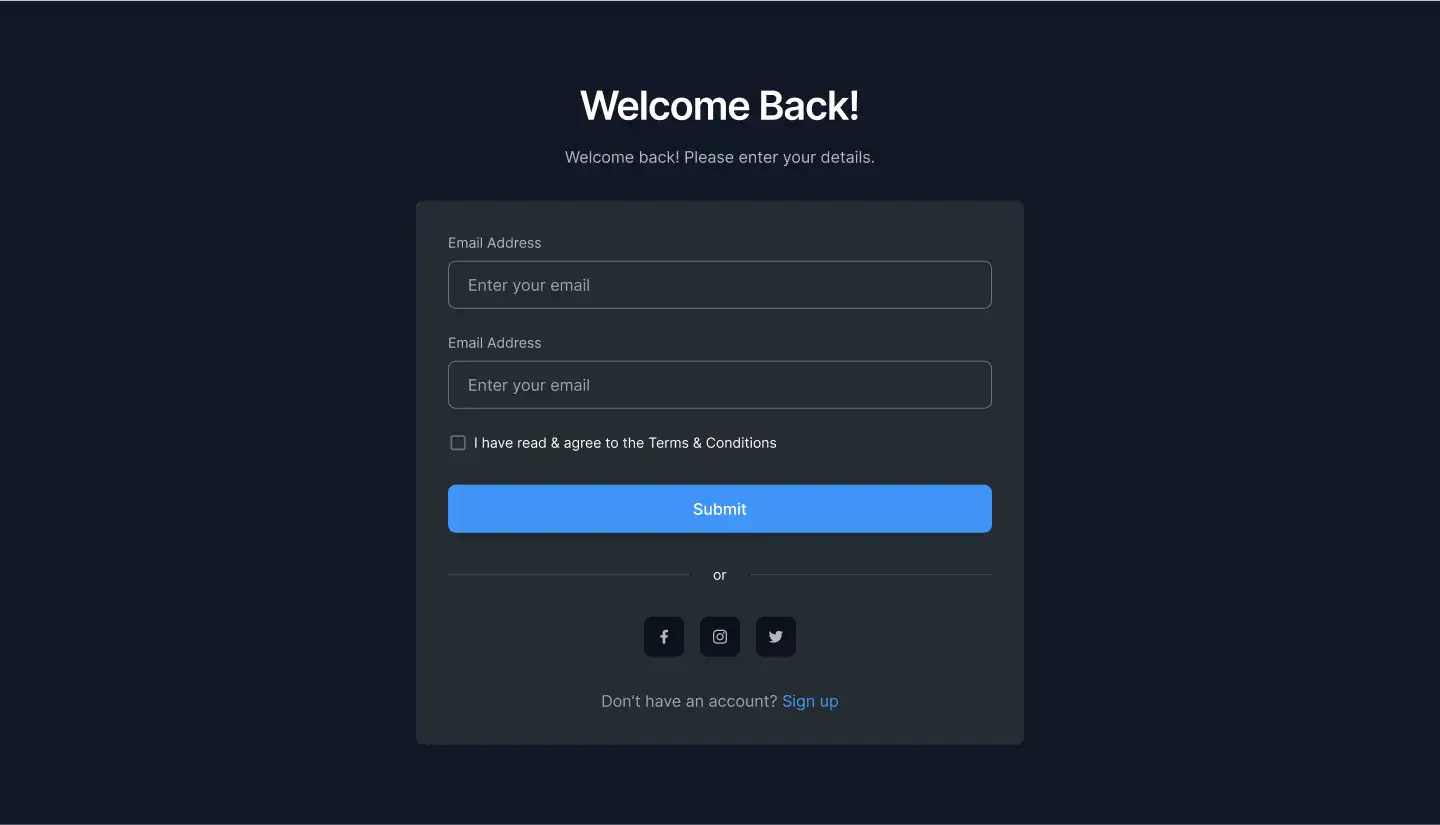 Welcome Back!
Welcome back! Please enter your details.
Email Address
Enter your email
Email Address
Enter your email
I have read & agree to the Terms & Conditions
Submit
or
Don’t have an account? Sign up